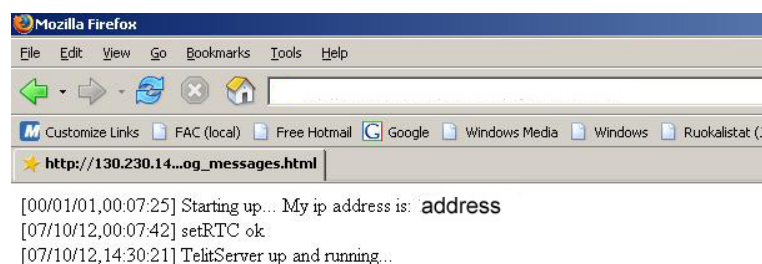 Mozilla Firefox
File Edit View Go Bookmarks Tools Help
Customize Links FAC (local) Free Hotmail G Google Windows Media Windows Ruokalistat (
http://130.230.14...og_messages.html
[00/01/01,00:07:25] Starting up... My ip address is: address
[07/10/12,00:07:42] setRTC ok
[07/10/12,14:30:21] TelitServer up and running...